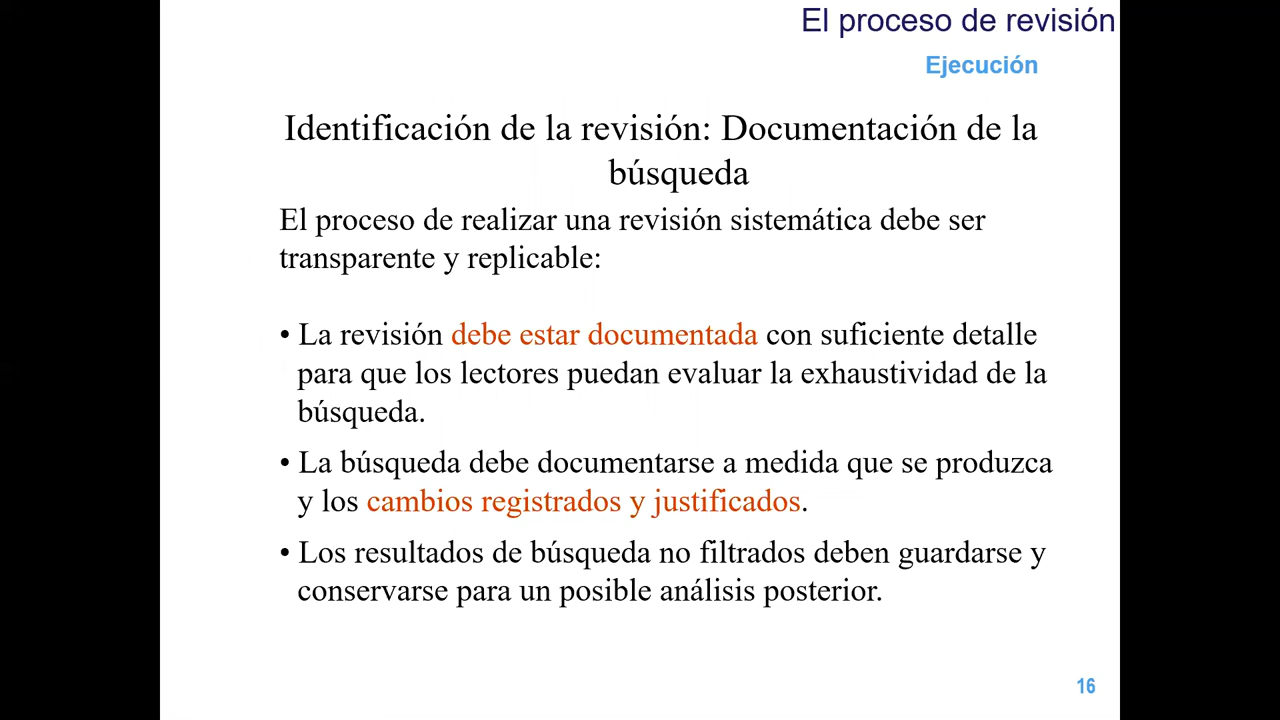 El proceso de revisión
Ejecución
Identificación de la revisión: Documentación de la
búsqueda
El proceso de realizar una revisión sistemática debe ser
transparente y replicable:
• La revisión debe estar documentada con suficiente detalle
para que los lectores puedan evaluar la exhaustividad de la
búsqueda.
• La búsqueda debe documentarse a medida que se produzca
y los cambios registrados y justificados.
• Los resultados de búsqueda no filtrados deben guardarse y
conservarse para un posible análisis posterior.
16